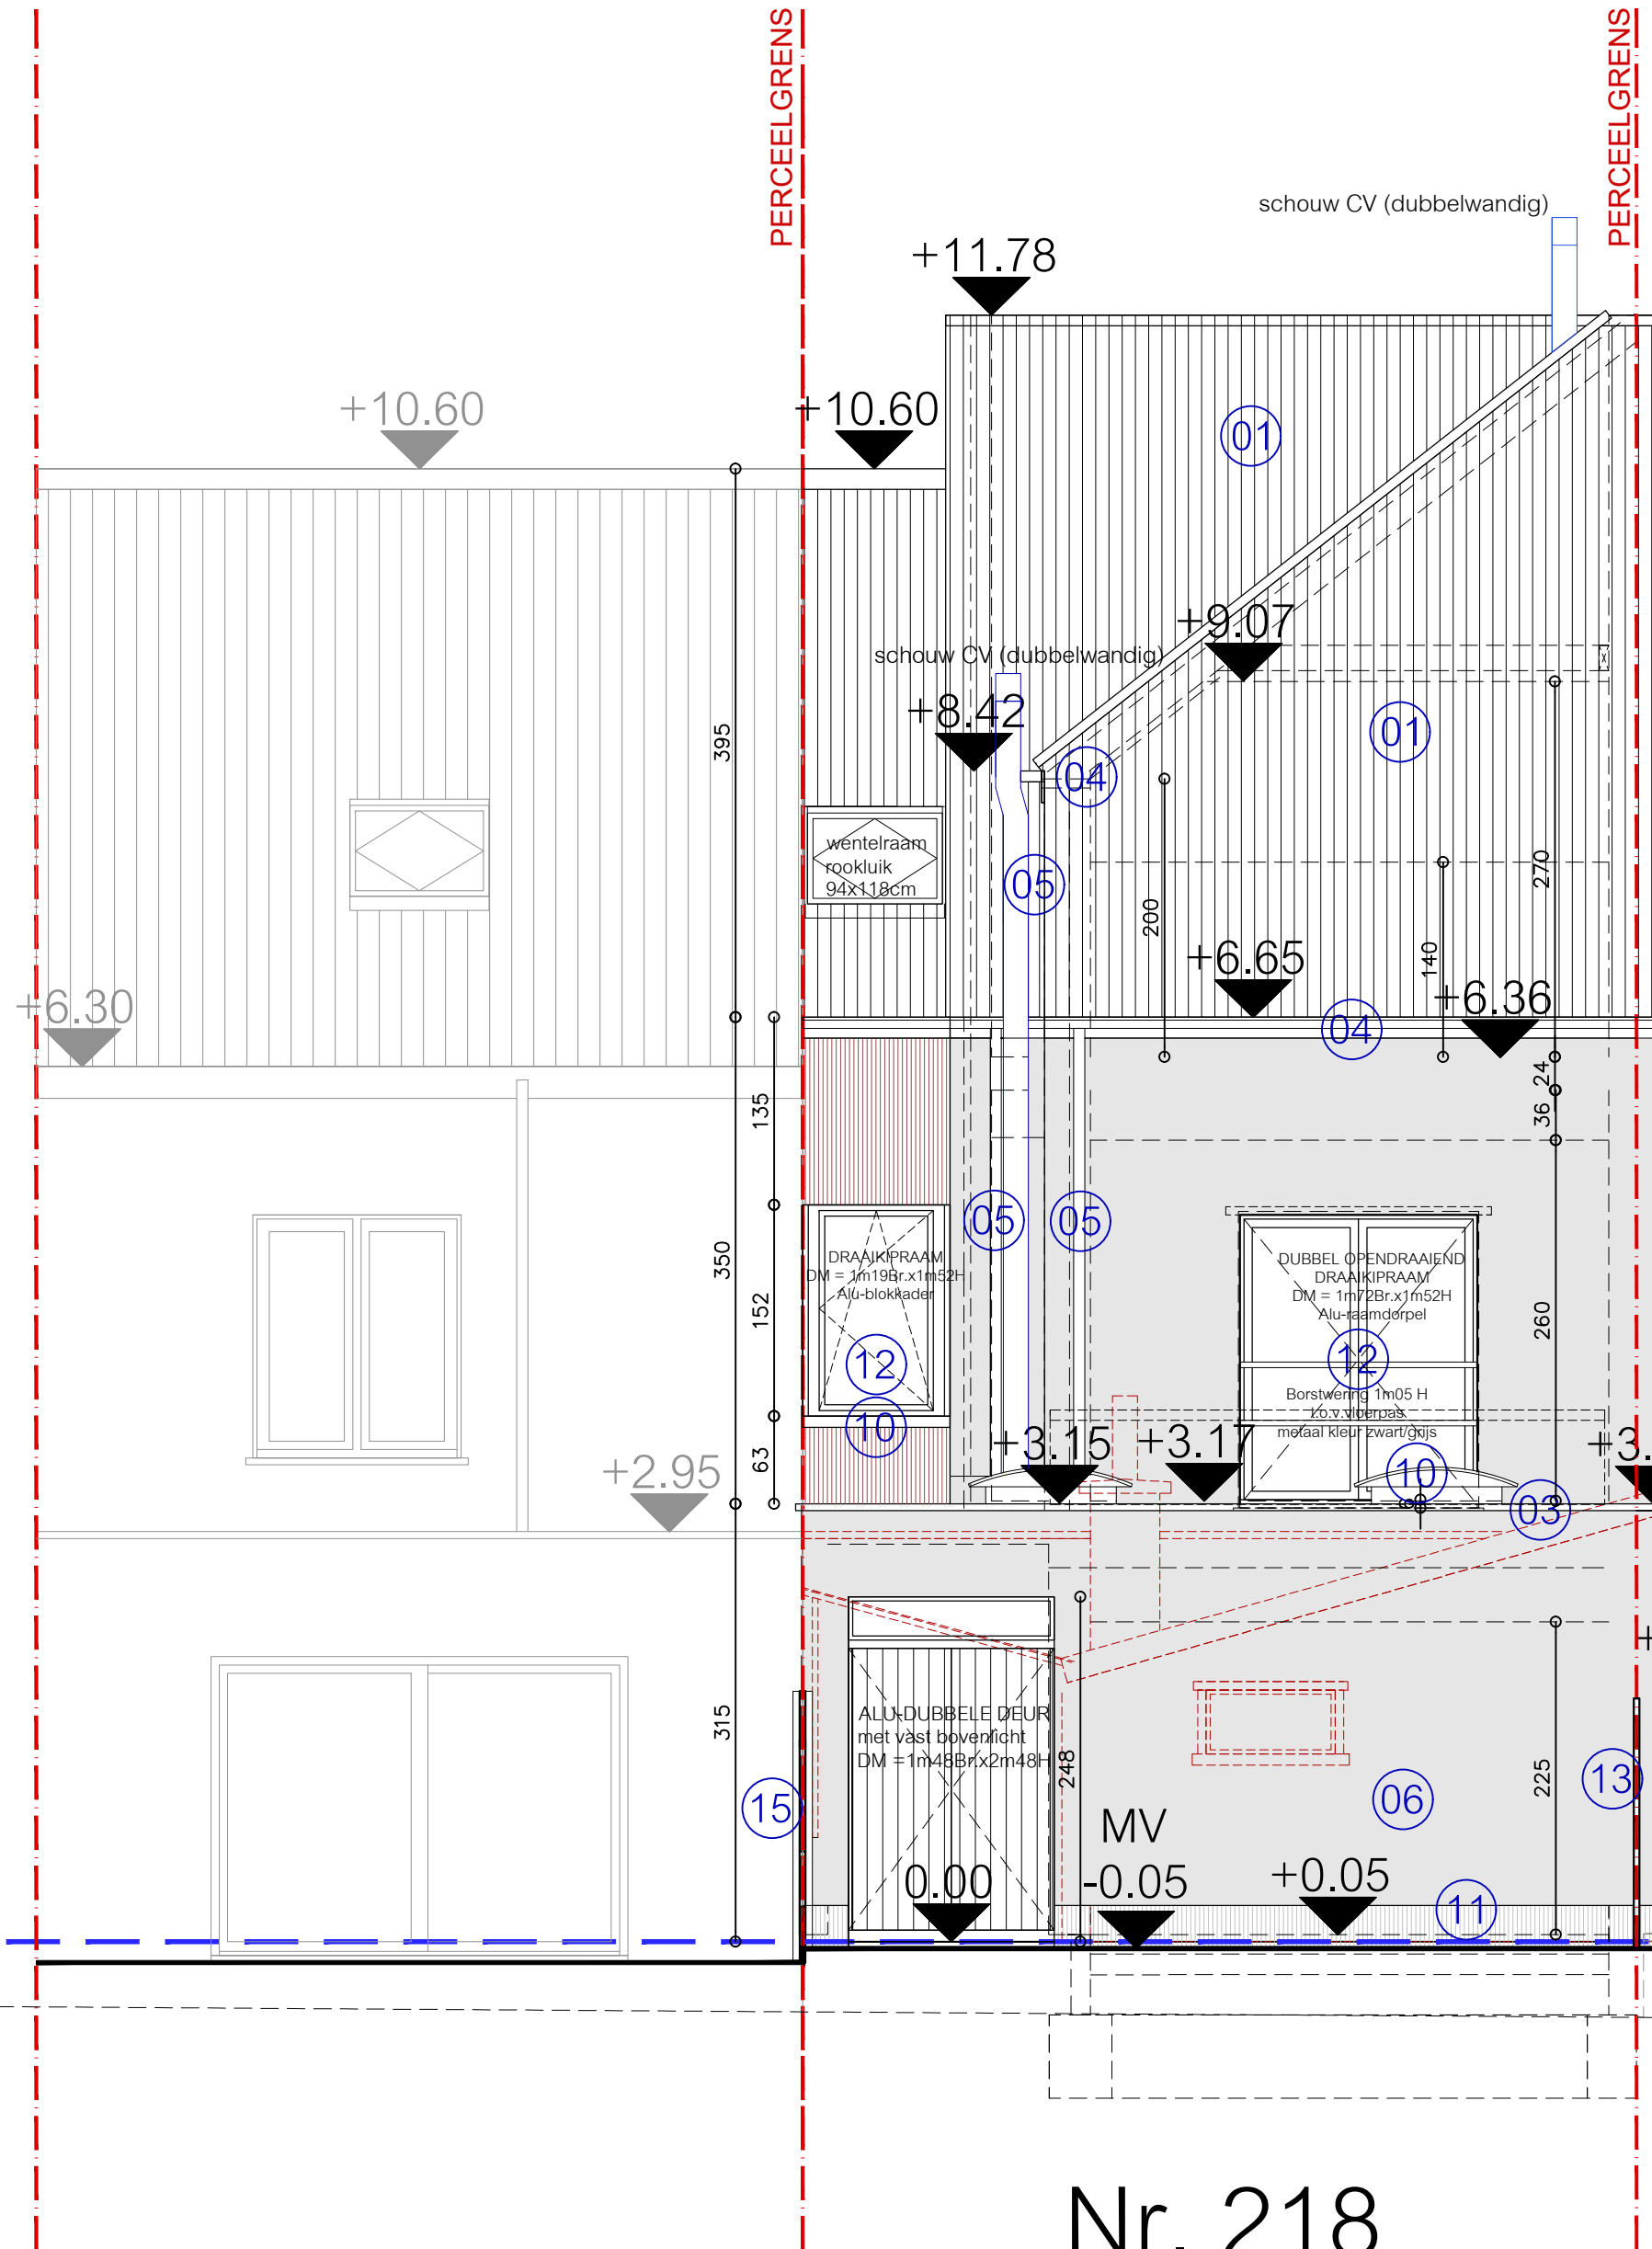 PERCEELGRENS
PERCEELGRENS
schouw CV (dubbelwandig)
+11.78
+10.60
+10.60
01
+9.07
schouw CV (dubbelwandig)
+8.42
01
395
04
wentelraam
rookluik
94x118cm
05
270
200
140
+6.65
+6.36
+6.30
04
24
36
135
350
05
05
DRAAIKIPRAAM
DM = 1m19Br.x1m52H
Alu-blokkader
DUBBEL OPENDRAAIEND
DRAAIKIPRAAM
DM = 1m72Br.x1m52H
Alu-raamdorpel
152
260
12
12
Borstwering 1m05 H
t.o.v.vloerpas
metaal kleur zwart/grijs
10
63
+3.15
+3.17
+3.
+2.95
10
03
315
ALU-DUBBELE DEUR
met vast bovenlicht
DM =1m48Br.x2m48H
248
225
15
06
13
MV
0.00
-0.05
+0.05
11
Nr. 218